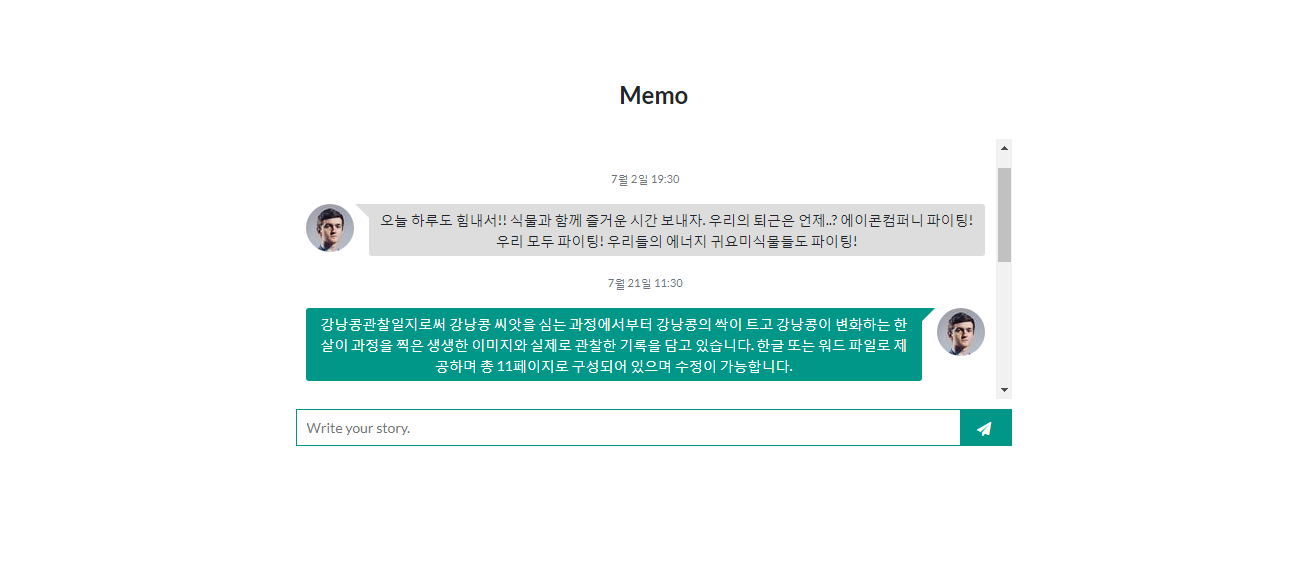 Memo
7월 2일 19:30
오늘 하루도 힘내서!! 식물과 함께 즐거운 시간 보내자. 우리의 퇴근은 언제..? 에이콘컴퍼니 파이팅!
우리 모두 파이팅! 우리들의 에너지 귀요미식물들도 파이팅!
7월 21일 11:30
강낭콩관찰일지로써 강낭콩 씨앗을 심는 과정에서부터 강낭콩의 싹이 트고 강낭콩이 변화하는 한
살이 과정을 찍은 생생한 이미지와 실제로 관찰한 기록을 담고 있습니다. 한글 또는 워드 파일로 제
공하며 총 11페이지로 구성되어 있으며 수정이 가능합니다.
Write your story.